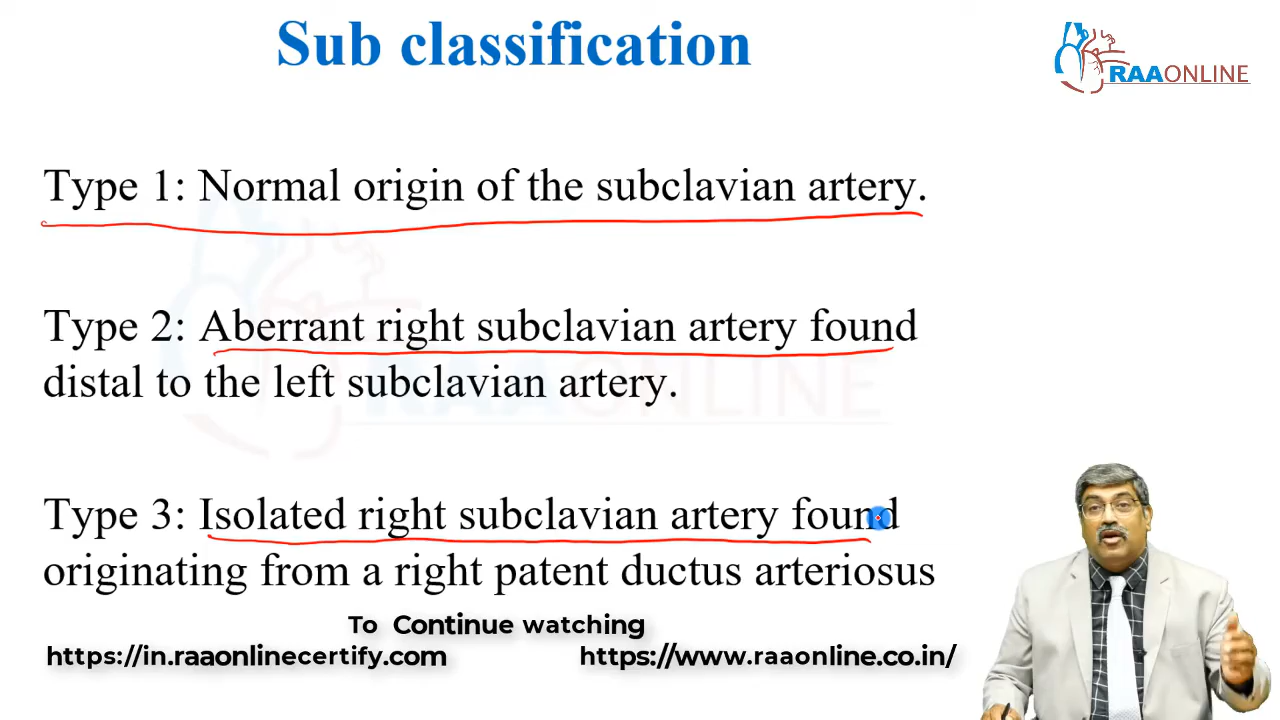 Sub classification
RAAONLINE
Type 1: Normal origin of the subclavian artery.
Type 2: Aberrant right subclavian artery found
distal to the left subclavian artery.
RAAONLINE
Type 3: Isolated right subclavian artery found
originating from a right patent ductus arteriosus
To Continue watching
https://in.raaonlinecertify.com
https://www.raaonline.co.in/